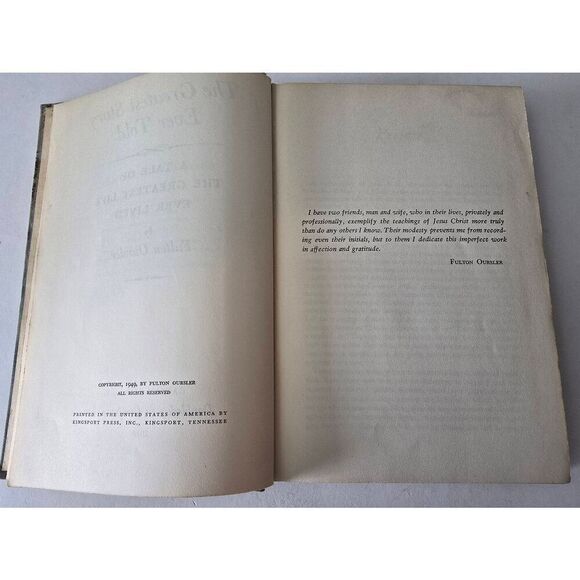 COPYRIGHT, 1949, BY FULTON OURSLER
ALL RIGHTS RESERVED
PRINTED IN THE UNITED STATES OF AMERICA BY
KINGSPORT PRESS, INC., KINGSPORT, TENNESSEE
I have two friends, man and wife, who in their lives, privately and
professionally, exemplify the teachings of Jesus Christ more truly
than do any others I know. Their modesty prevents me from record-
ing even their initials, but to them I dedicate this imperfect work
in affection and gratitude.
FULTON OURSLER